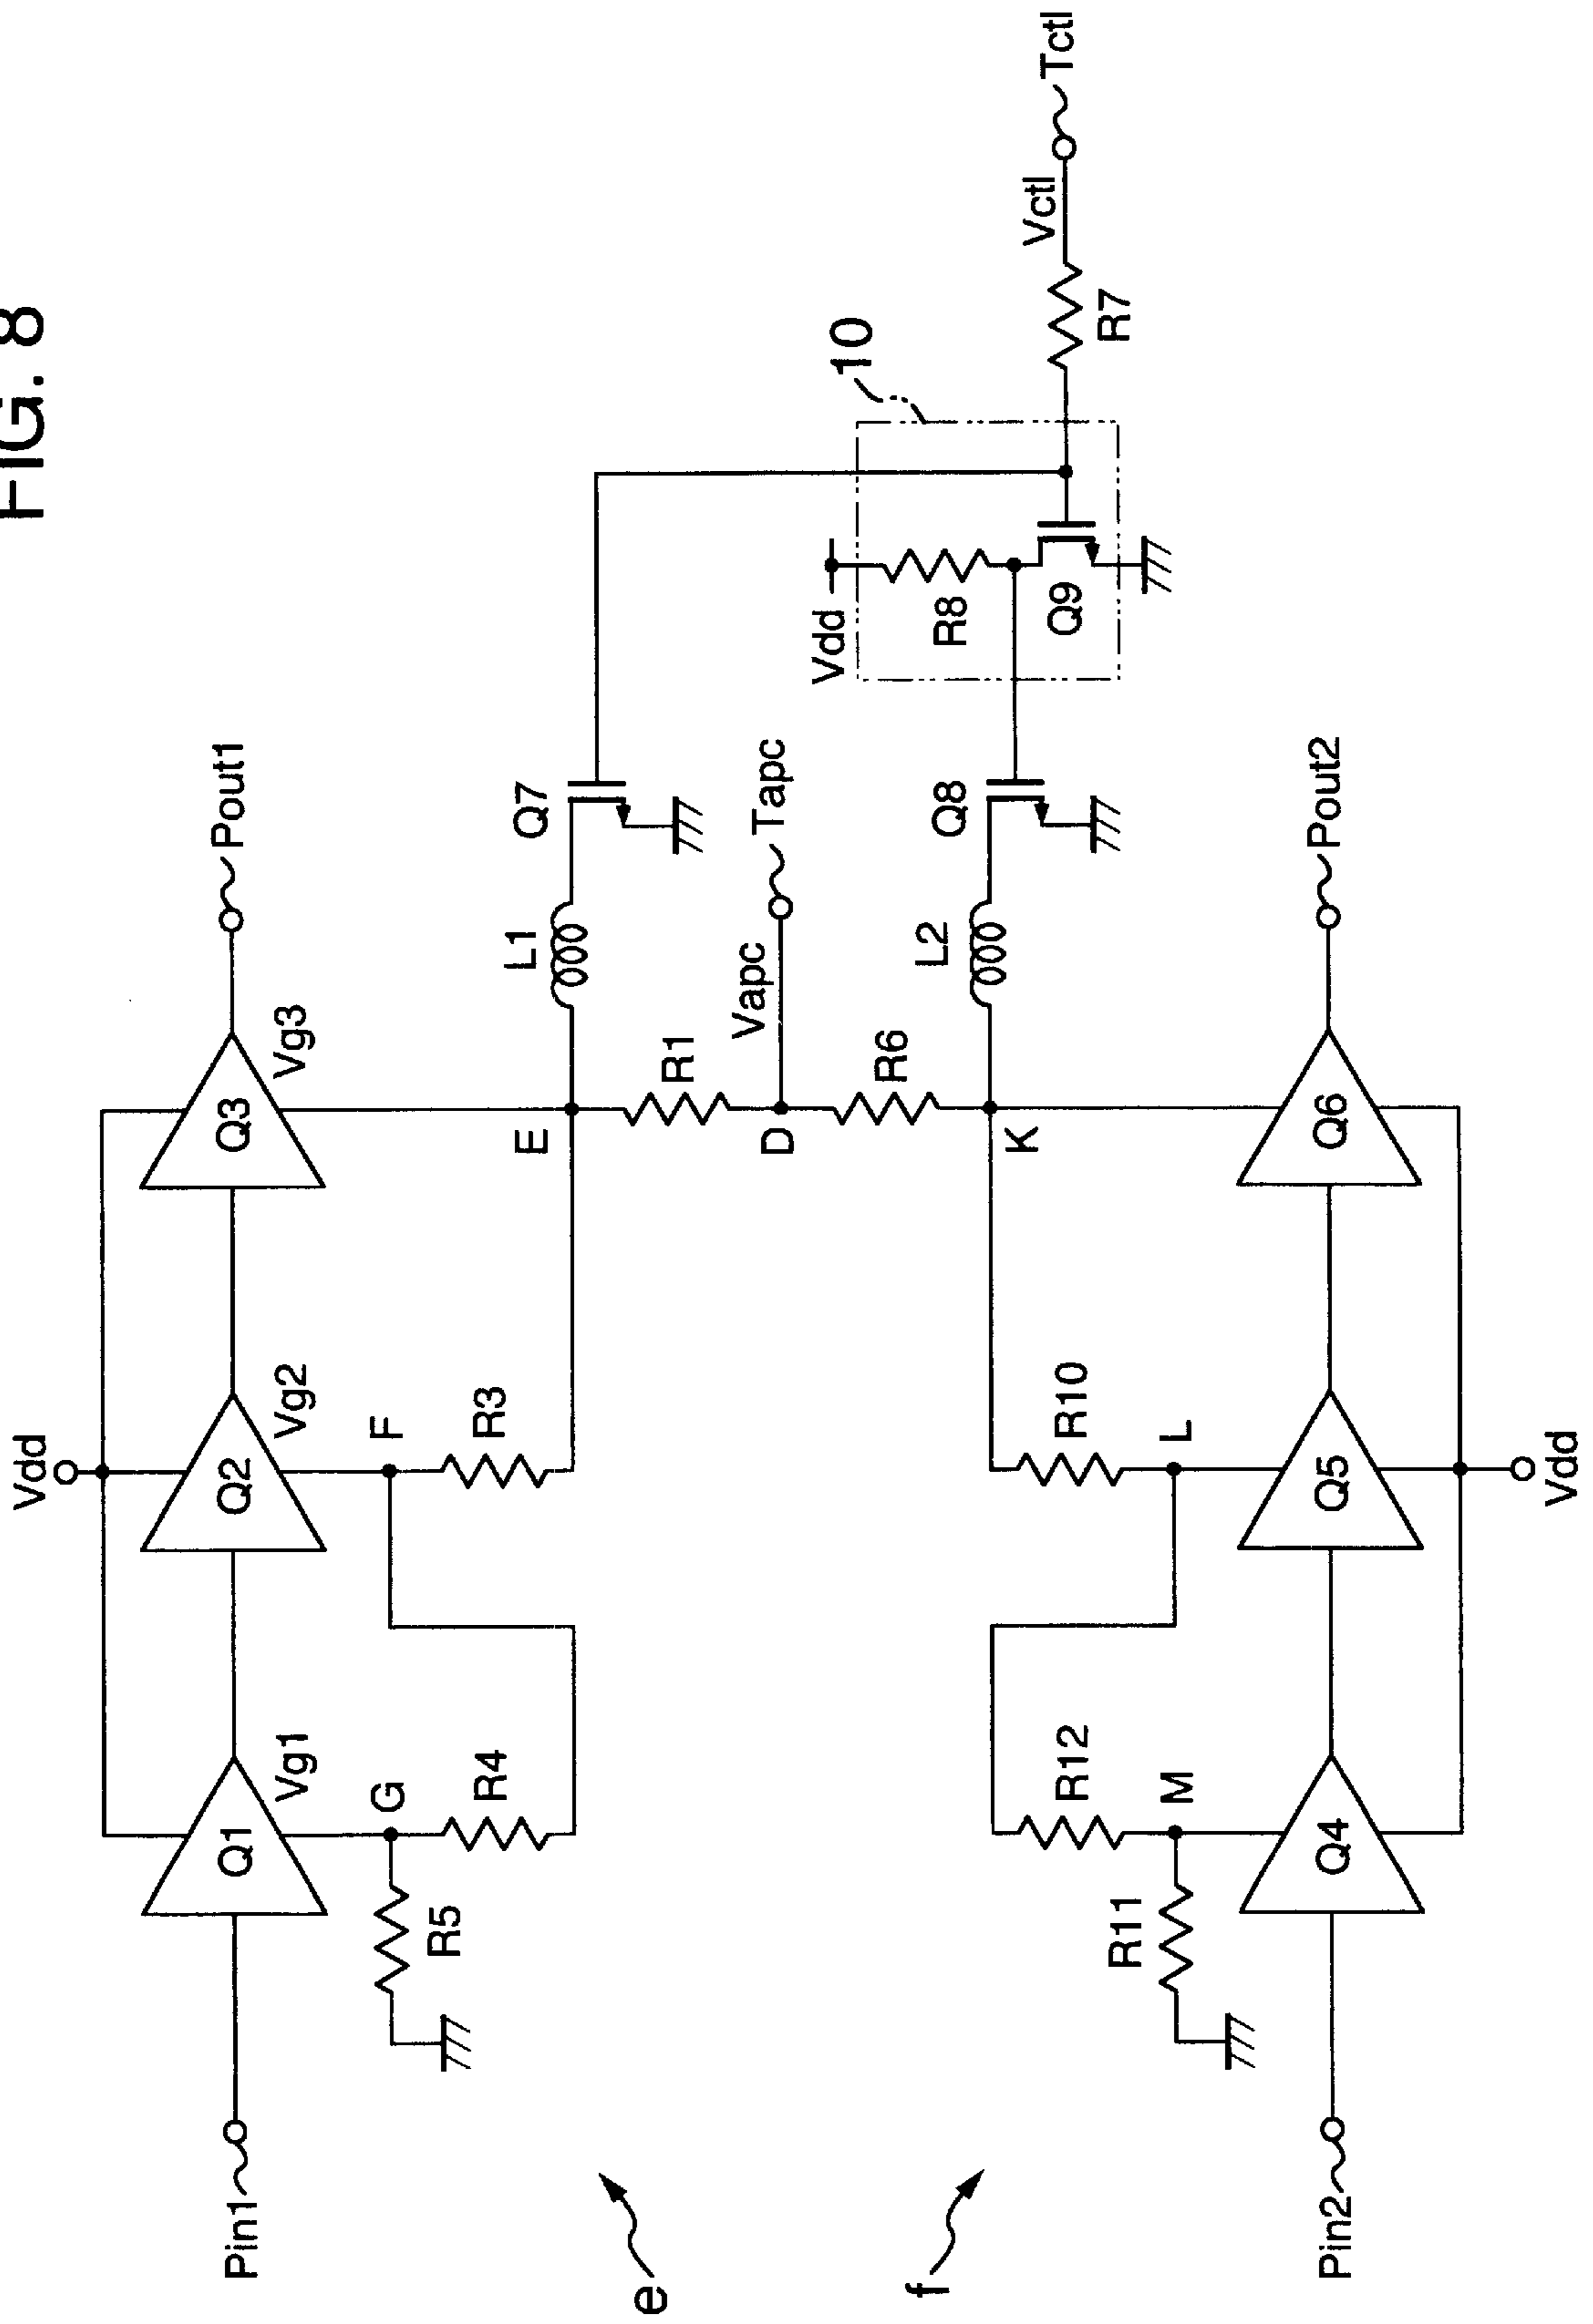 FIG. 8
Vdd
Pin1
Q1
Vg1
Q2
Vg2
Q3
Vg3
Pout1
G
R5
R4
F
R3
E
L1
Q7
e
R1
D
Vapc
Tapc
R6
Vdd
10
R8
Q9
Vctl
Tctl
R7
f
K
L2
Q8
R12
R10
M
L
R11
Pin2
Q4
Q5
Q6
Pout2
Vdd